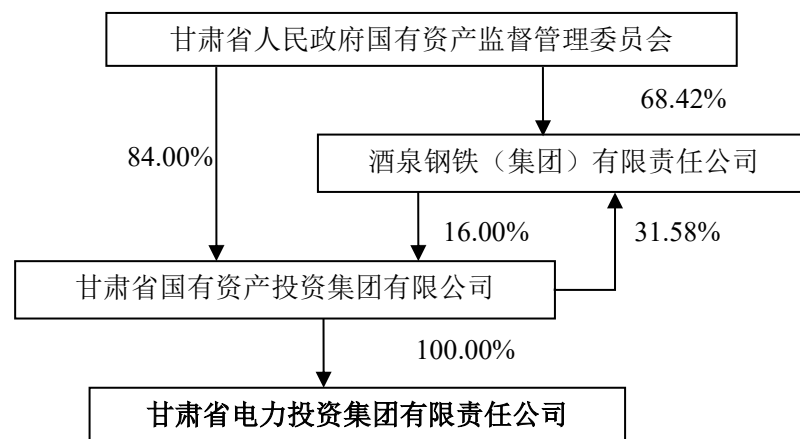 甘肃省人民政府国有资产监督管理委员会
68.42%
84.00%
酒泉钢铁（集团）有限责任公司
16.00%
31.58%
甘肃省国有资产投资集团有限公司
100.00%
甘肃省电力投资集团有限责任公司